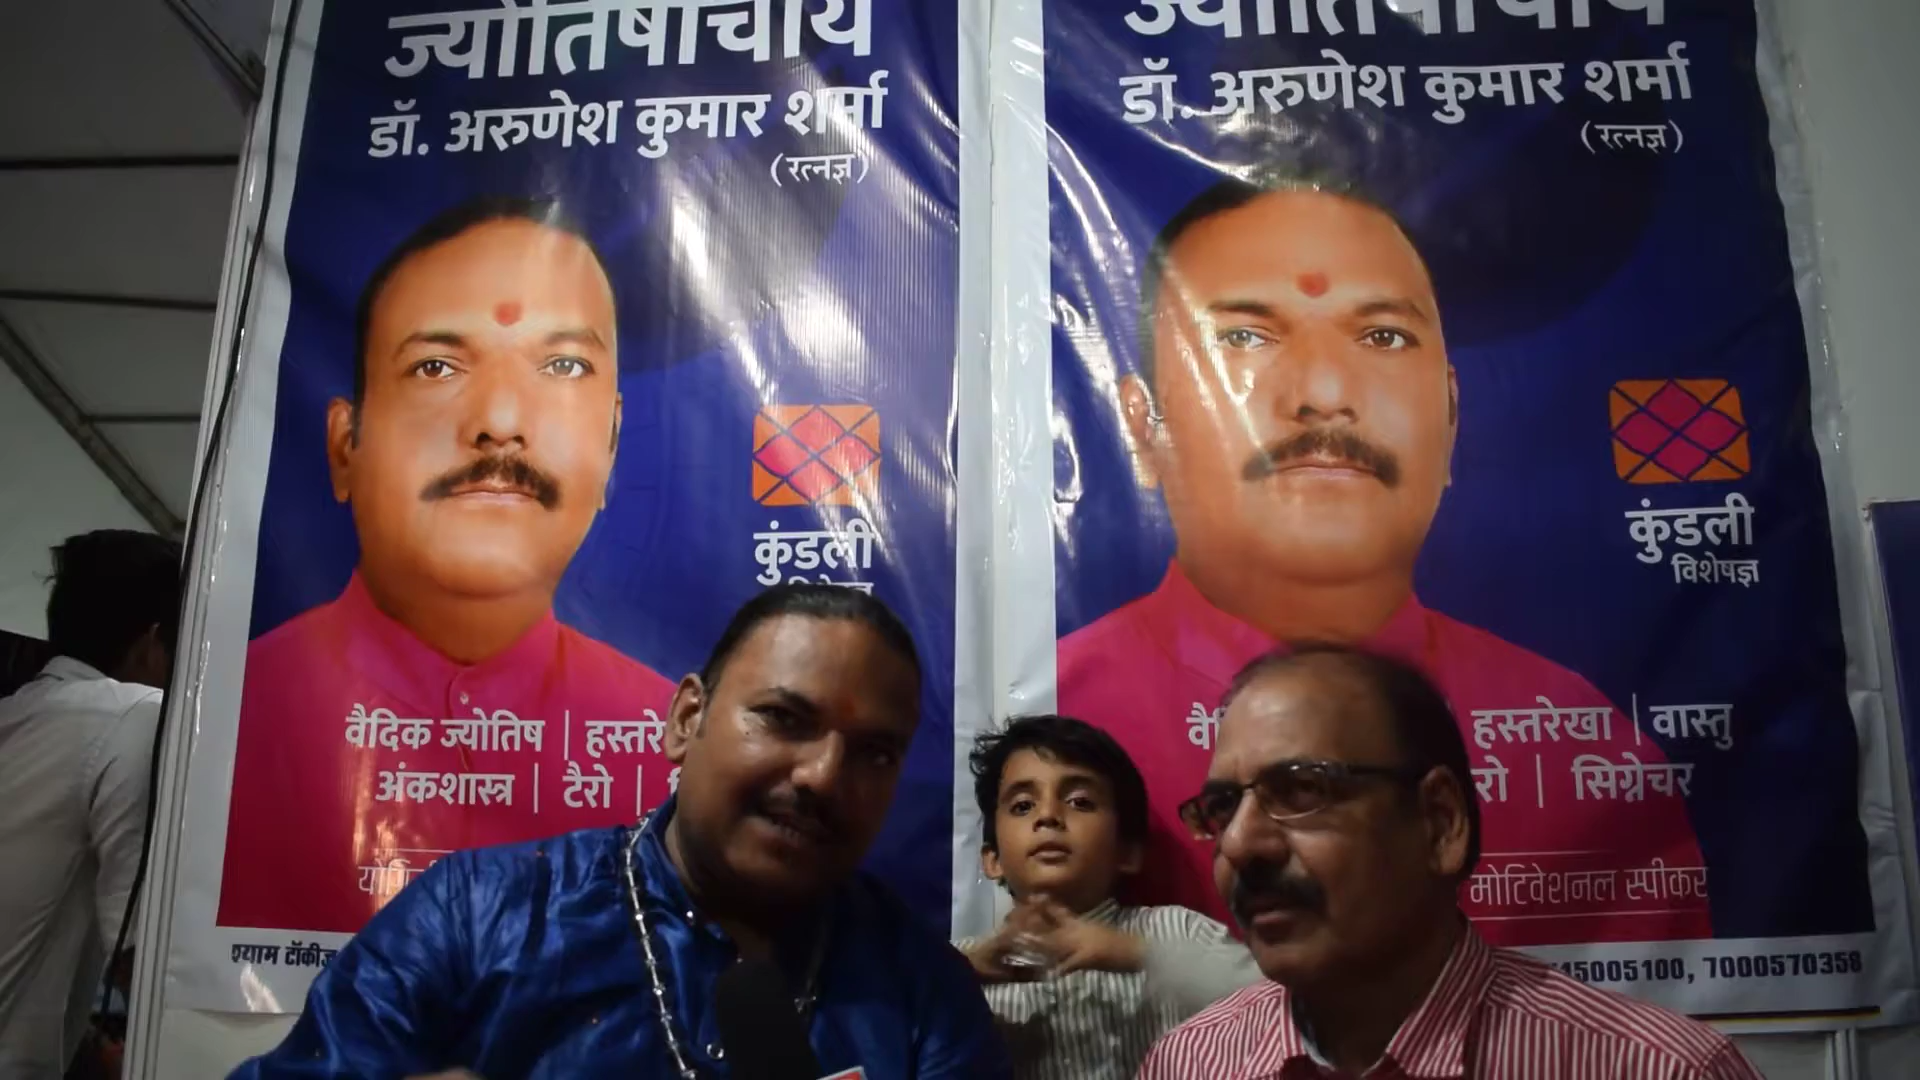 ज्योतिषाचार्य
डॉ. अरुणेश कुमार शर्मा
(रत्नज्ञ)
कुंडली
वैदिक ज्योतिष | हस्तरे
अंकशास्त्र | टैरो |
श्याम टॉकीज
ज्योतिषाचार्य
डॉ. अरुणेश कुमार शर्मा
(रत्नज्ञ)
कुंडली
विशेषज्ञ
हस्तरेखा | वास्तु
रो | सिग्नेचर
मोटिवेशनल स्पीकर
15005100, 7000570358